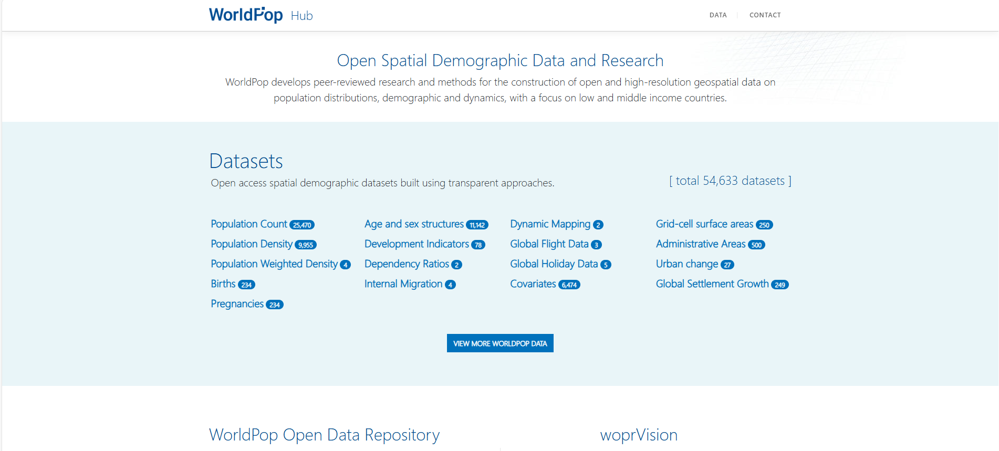 WorldPop Hub
DATA
CONTACT
Open Spatial Demographic Data and Research
WorldPop develops peer-reviewed research and methods for the construction of open and high-resolution geospatial data on
population distributions, demographic and dynamics, with a focus on low and middle income countries.
Datasets
Open access spatial demographic datasets built using transparent approaches.
[ total 54,633 datasets ]
Population Count 25,470
Population Density 9,955
Population Weighted Density 4
Births 234
Pregnancies 234
Age and sex structures 11,142
Development Indicators 78
Dependency Ratios 2
Internal Migration 4
Dynamic Mapping 2
Global Flight Data 3
Global Holiday Data 5
Covariates 6,474
Grid-cell surface areas 250
Administrative Areas 500
Urban change 27
Global Settlement Growth 249
VIEW MORE WORLDPOP DATA
WorldPop Open Data Repository
woprVision